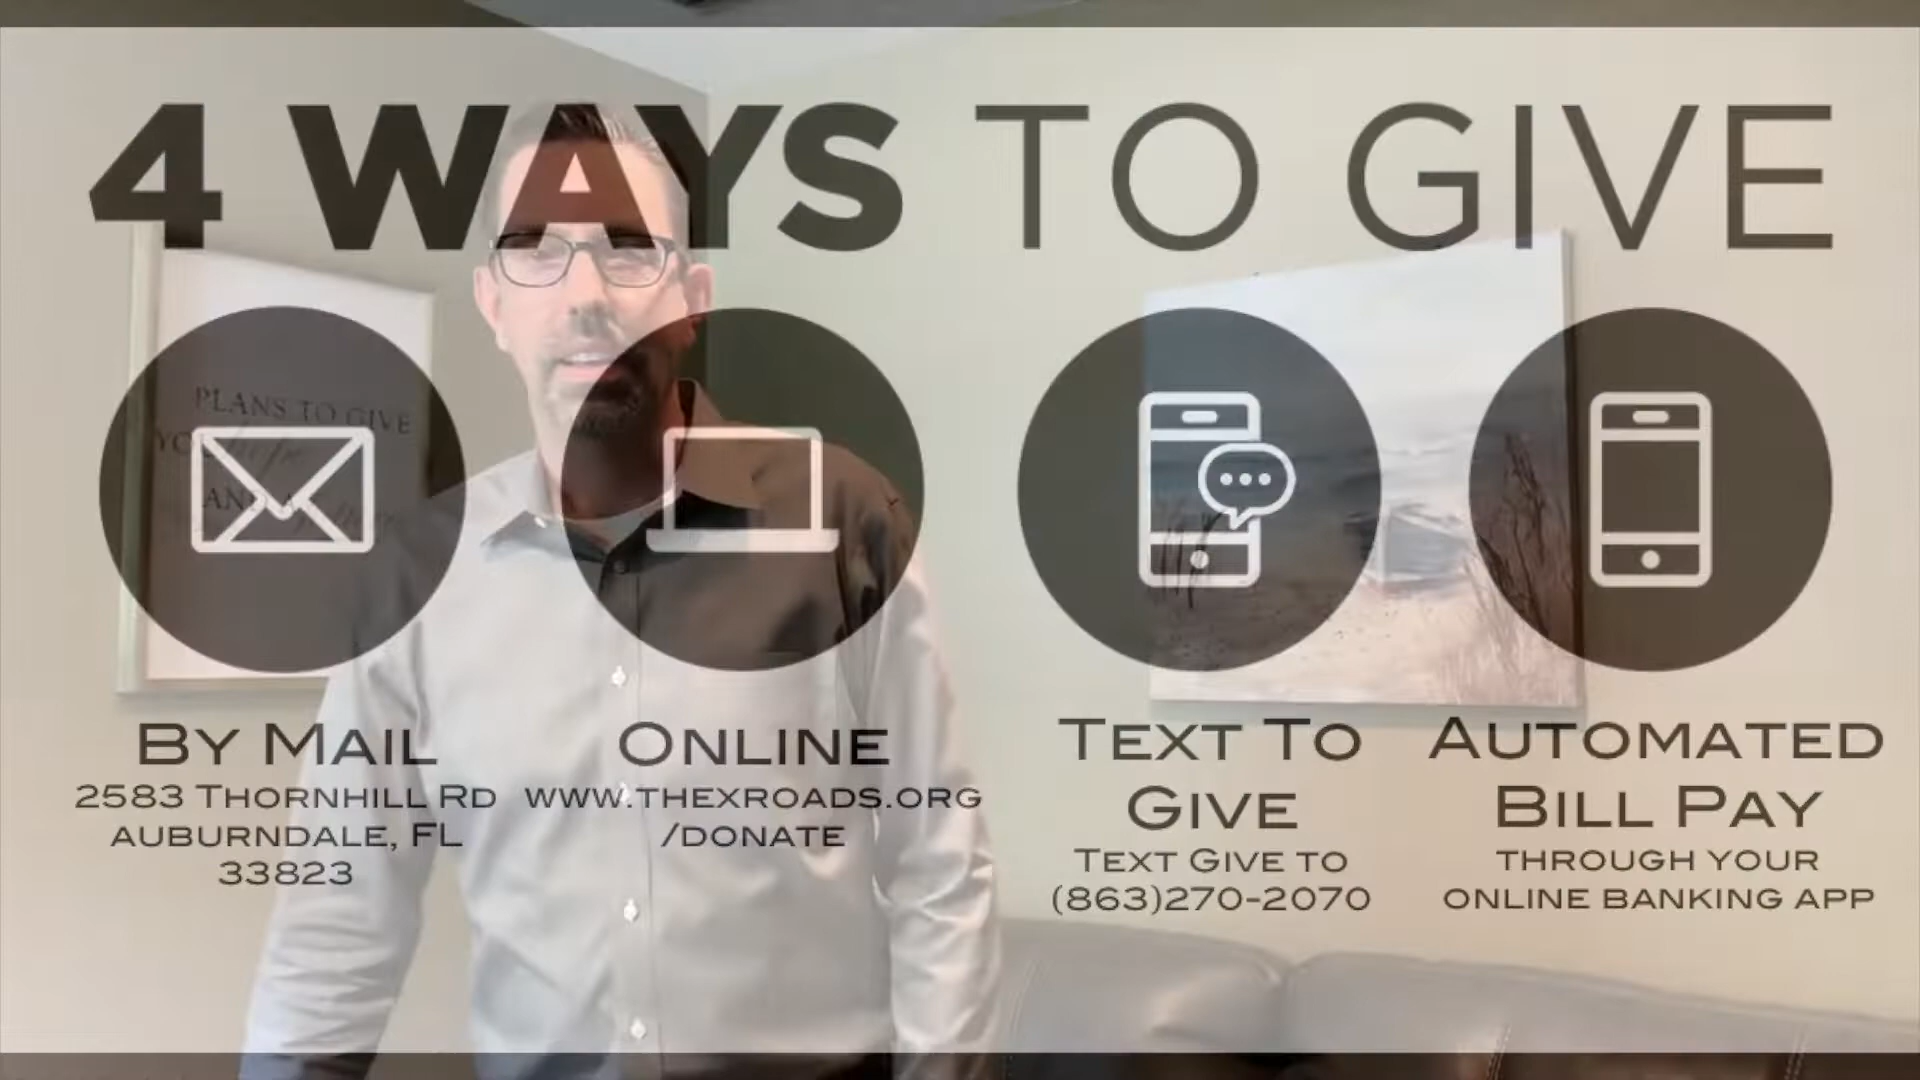 4 WAYS TO GIVE
PLANS TO GIVE
BY MAIL
2583 THORNHILL RD
AUBURNDALE, FL
33823
ONLINE
WWW.THEXROADS.ORG
/DONATE
TEXT TO
GIVE
TEXT GIVE TO
(863)270-2070
AUTOMATED
BILL PAY
THROUGH YOUR
ONLINE BANKING APP